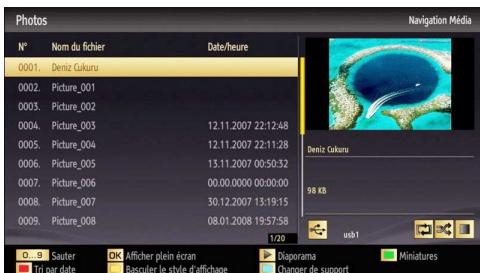 Photos Navigation Média
N° Nom du fichier Date/heure
0001. Deniz Cukuru
0002. Picture_001
0003. Picture_002
0004. Picture_003 12.11.2007 22:12:48
0005. Picture_004 12.11.2007 22:11:28
0006. Picture_005 13.11.2007 00:50:32
0007. Picture_006 00.00.0000 00:00:00
0008. Picture_007 30.12.2007 13:19:15
0009. Picture_008 08.01.2008 19:57:58
1/20
Deniz Cukuru
98 KB
usb1
0...9 Sauter OK Afficher plein écran Diaporama Miniatures
Tri par date Basculer le style d'affichage Changer de support